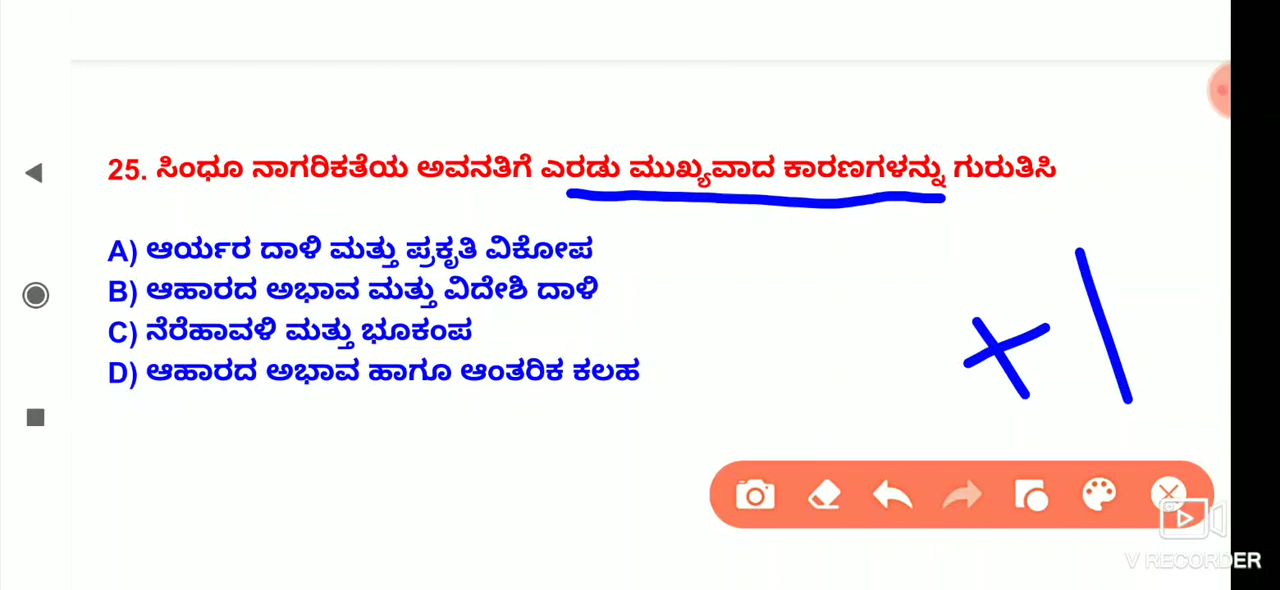 25. ಸಿಂಧೂ ನಾಗರಿಕತೆಯ ಅವನತಿಗೆ ಎರಡು ಮುಖ್ಯವಾದ ಕಾರಣಗಳನ್ನು ಗುರುತಿಸಿ
A) ಆರ್ಯರ ದಾಳಿ ಮತ್ತು ಪ್ರಕೃತಿ ವಿಕೋಪ
B) ಆಹಾರದ ಅಭಾವ ಮತ್ತು ವಿದೇಶಿ ದಾಳಿ
C) ನೆರೆಹಾವಳಿ ಮತ್ತು ಭೂಕಂಪ
D) ಆಹಾರದ ಅಭಾವ ಹಾಗೂ ಆಂತರಿಕ ಕಲಹ
+1
V RECORDER